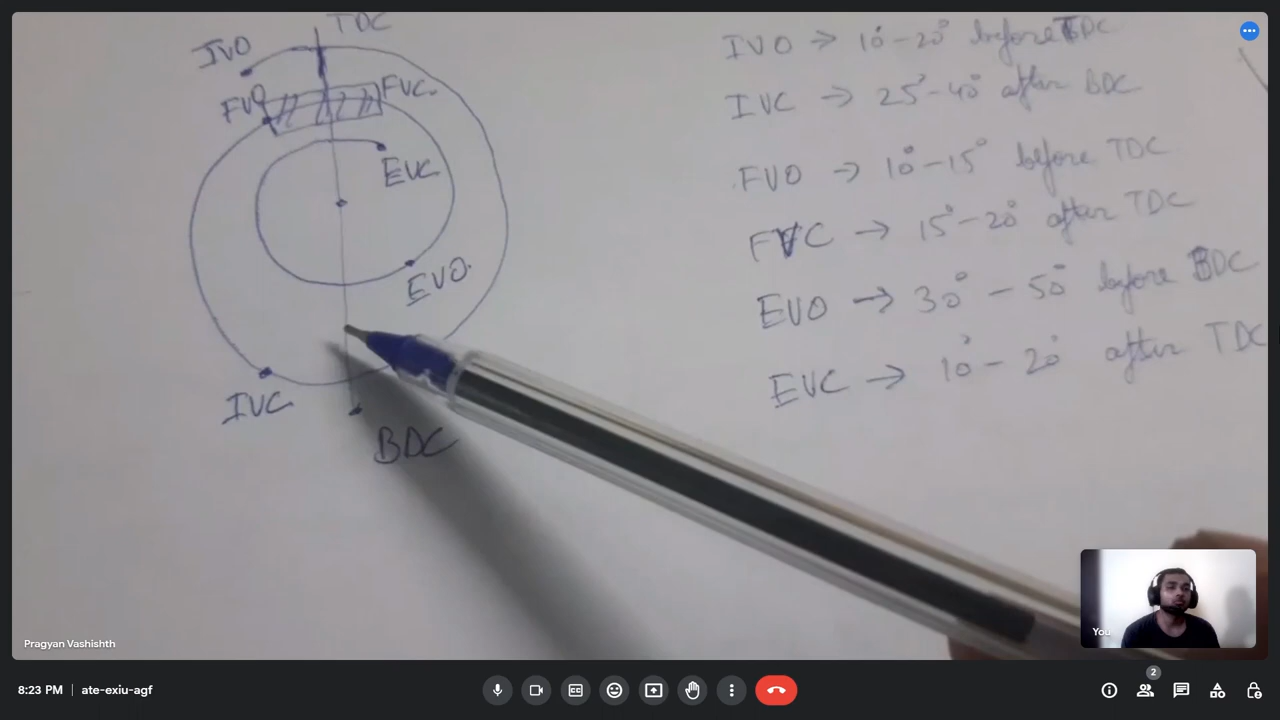 TDC
IVO
FVO
FVC.
EVC
EVO.
IVC
BDC
IVO → 10°-20° before TDC
IVC → 25°-40° after BDC
FVO → 10°-15° before TDC
FVC → 15°-20° after TDC
EVO → 30°-50° before BDC
EVC → 10°-20° after TDC
You
Pragyan Vashishth
8:23 PM | ate-exiu-agf
CC
2